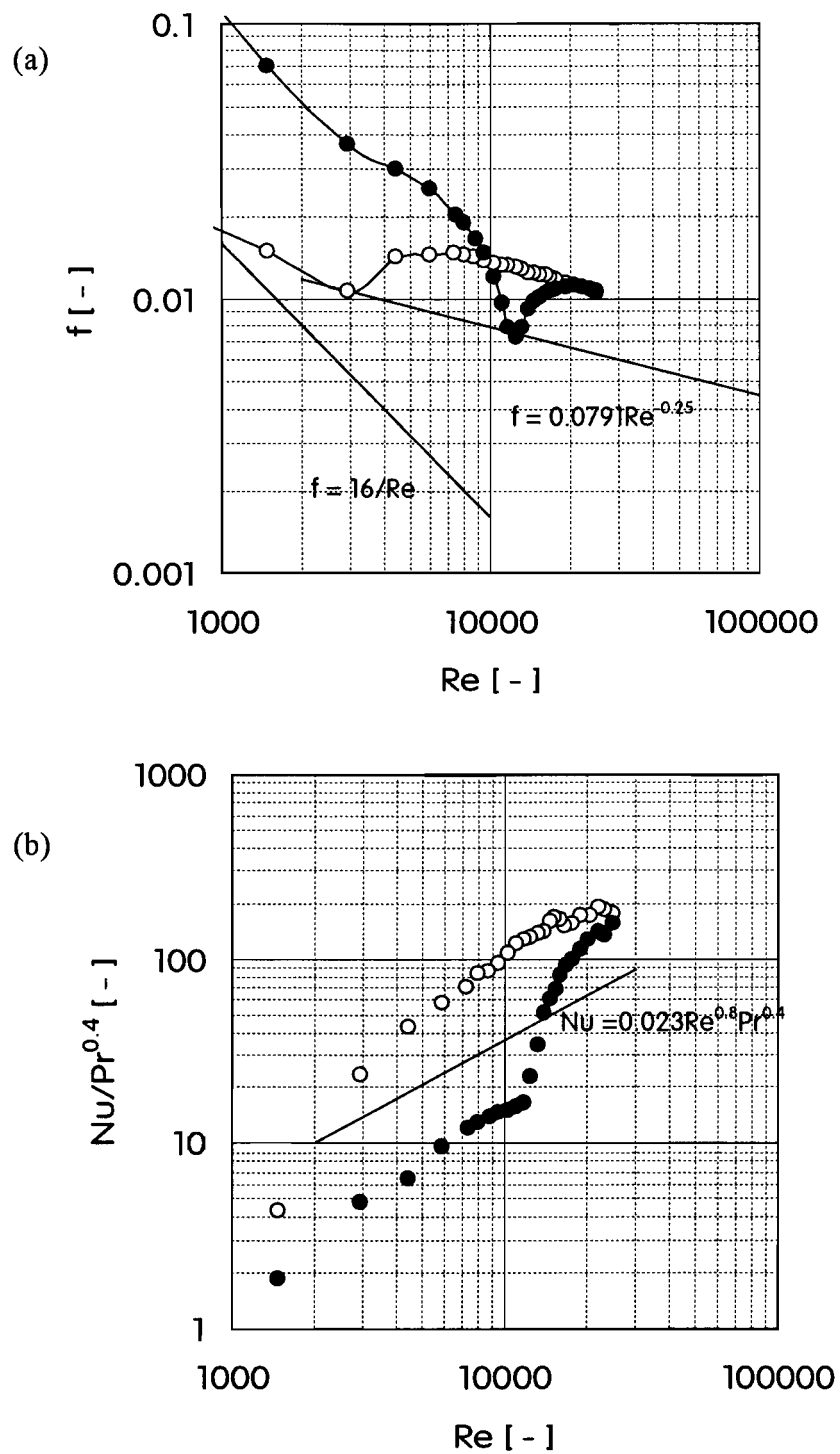 (a)
0.1
0.01
0.001
f [ - ]
f = 0.0791Re^-0.25
f = 16/Re
1000
10000
100000
Re [ - ]
(b)
1000
100
10
1
Nu/Pr^0.4 [ - ]
Nu = 0.023Re^0.8Pr^0.4
1000
10000
100000
Re [ - ]